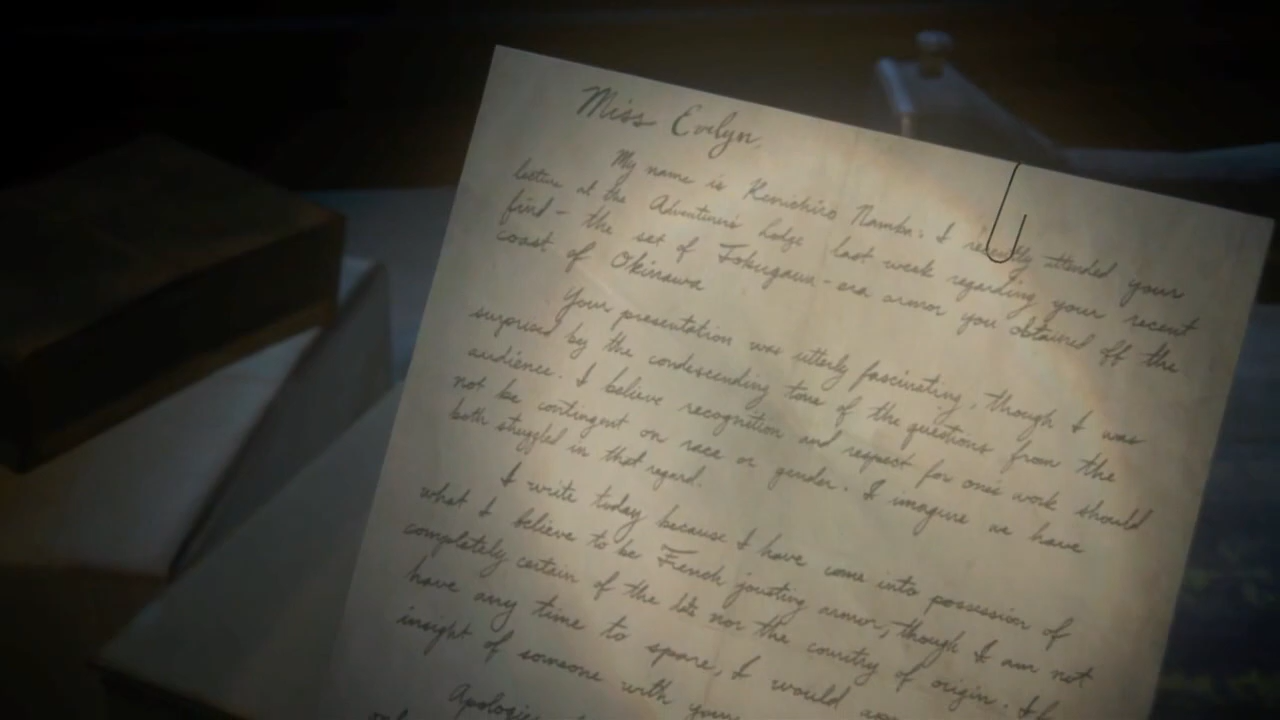 Miss Evelyn,
My name is Kenichiro Namba. I recently attended your
lecture at the Adventurers Lodge last week regarding your recent
find - the set of Tokugawa-era armor you obtained off the
coast of Okinawa
Your presentation was utterly fascinating, though I was
surprised by the condescending tone of the questions from the
audience. I believe recognition and respect for one's work should
not be contingent on race or gender. I imagine we have
both struggled in that regard.
I write today because I have come into possession of
what I believe to be French jousting armor, though I am not
completely certain of the date nor the country of origin. If
have any time to spare, I would
insight of someone with your
Apologies